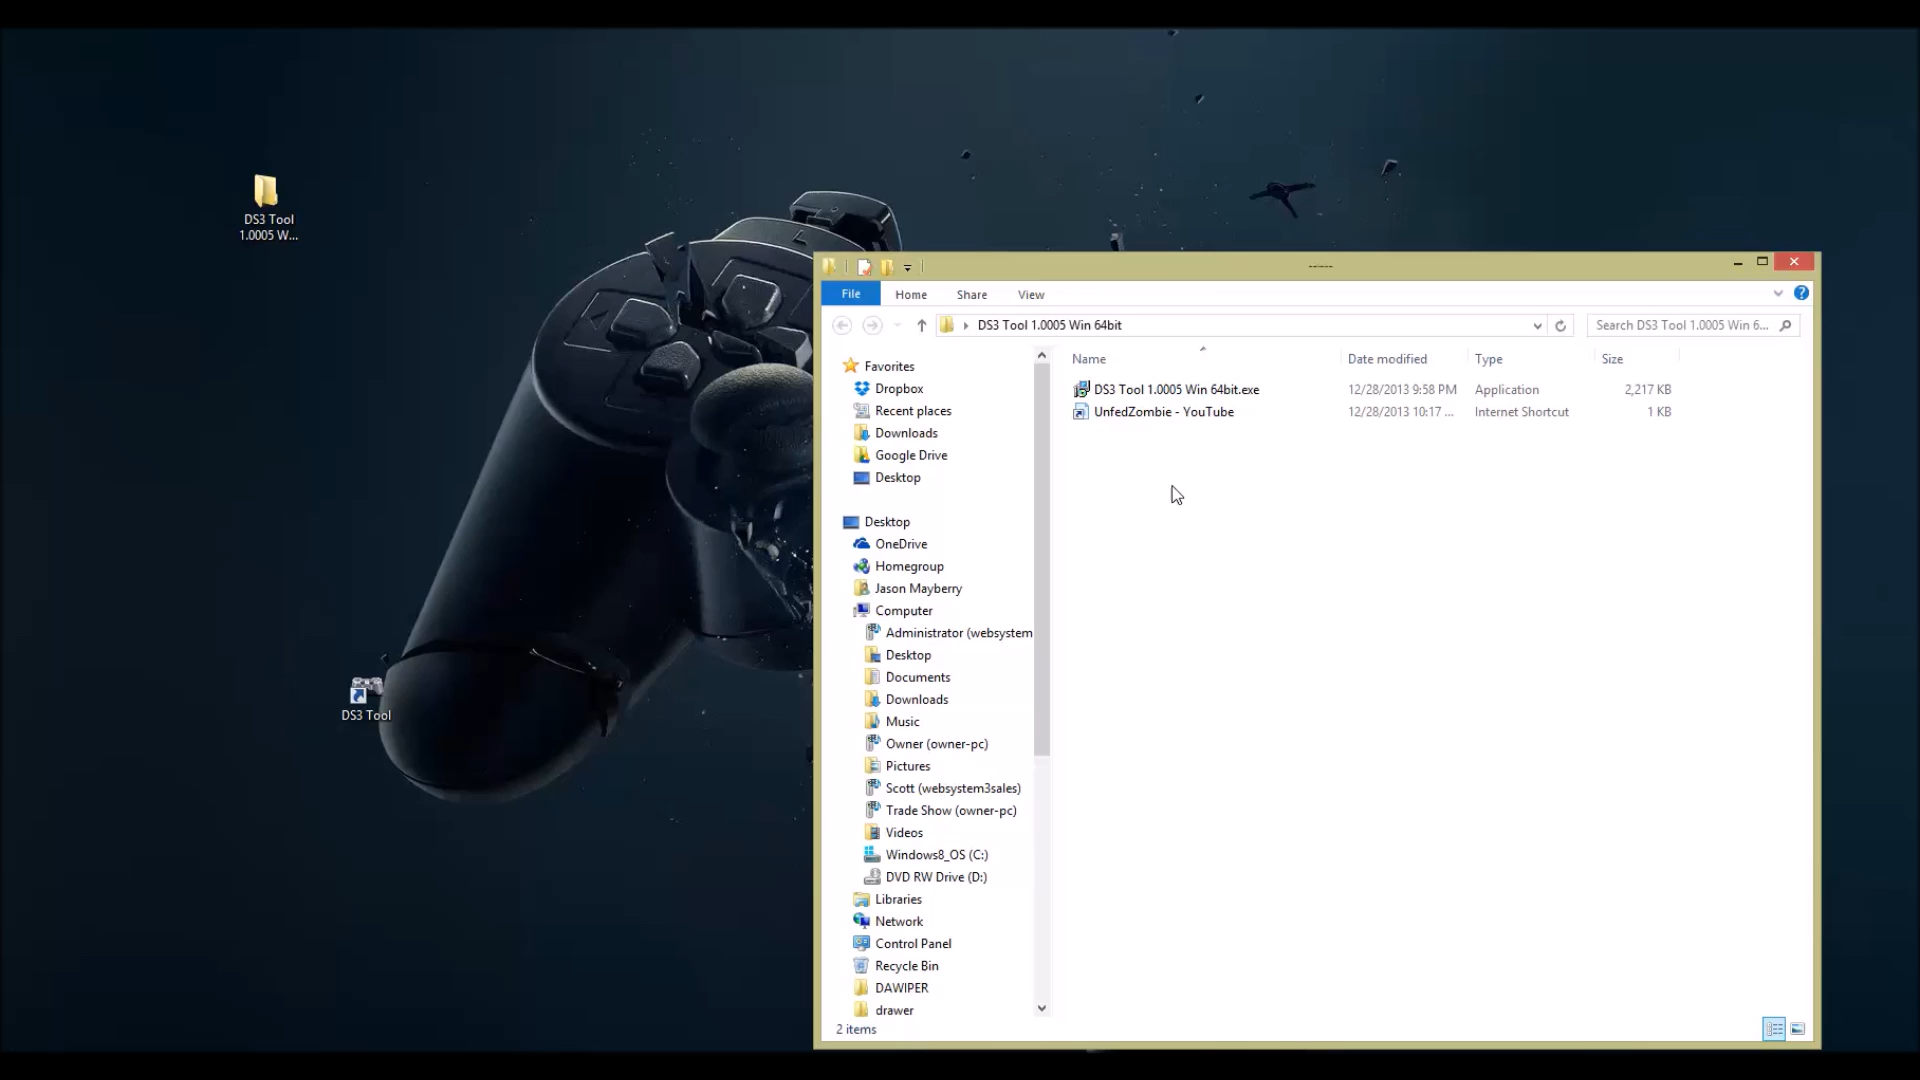 DS3 Tool
1.0005 W...
DS3 Tool
File
Home
Share
View
DS3 Tool 1.0005 Win 64bit
Search DS3 Tool 1.0005 Win 6...
Name
Date modified
Type
Size
DS3 Tool 1.0005 Win 64bit.exe
12/28/2013 9:58 PM
Application
2,217 KB
UnfedZombie - YouTube
12/28/2013 10:17 ...
Internet Shortcut
1 KB
Favorites
Dropbox
Recent places
Downloads
Google Drive
Desktop
Desktop
OneDrive
Homegroup
Jason Mayberry
Computer
Administrator (websystem
Desktop
Documents
Downloads
Music
Owner (owner-pc)
Pictures
Scott (websystem3sales)
Trade Show (owner-pc)
Videos
Windows8_OS (C:)
DVD RW Drive (D:)
Libraries
Network
Control Panel
Recycle Bin
DAWIPER
drawer
2 items